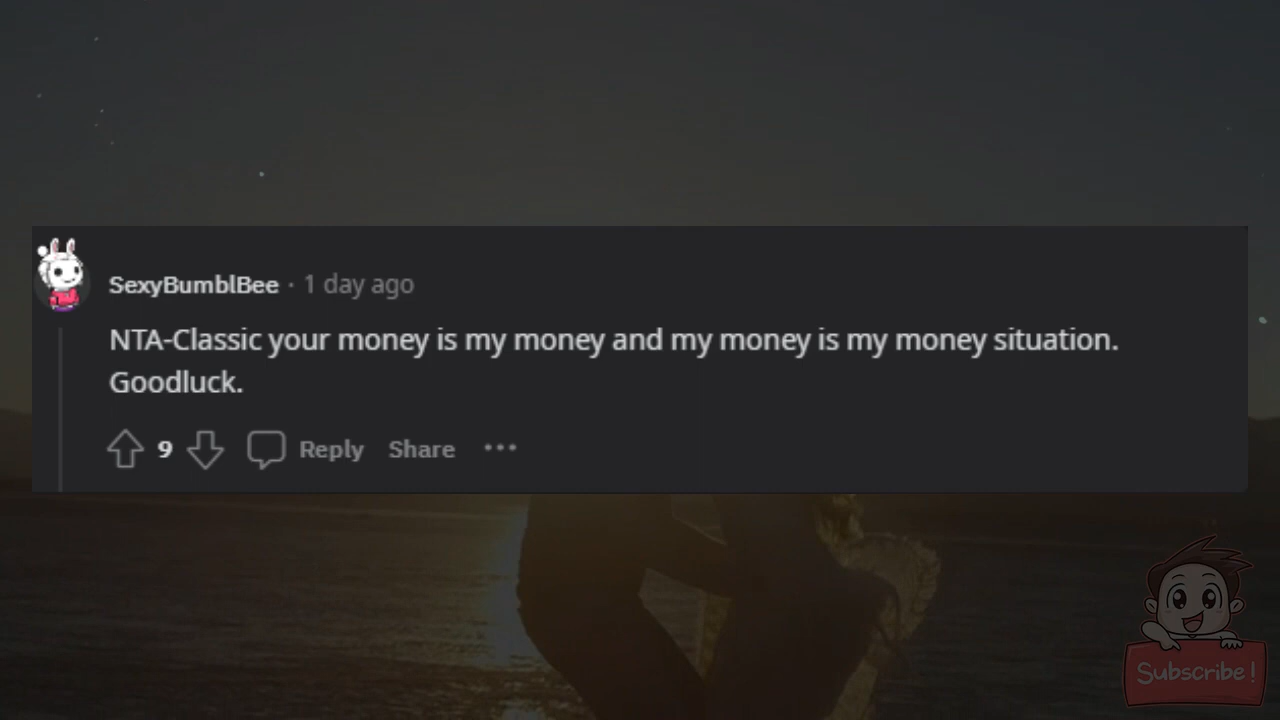 SexyBumblBee · 1 day ago
NTA-Classic your money is my money and my money is my money situation.
Goodluck.
9 Reply Share ···
Subscribe!